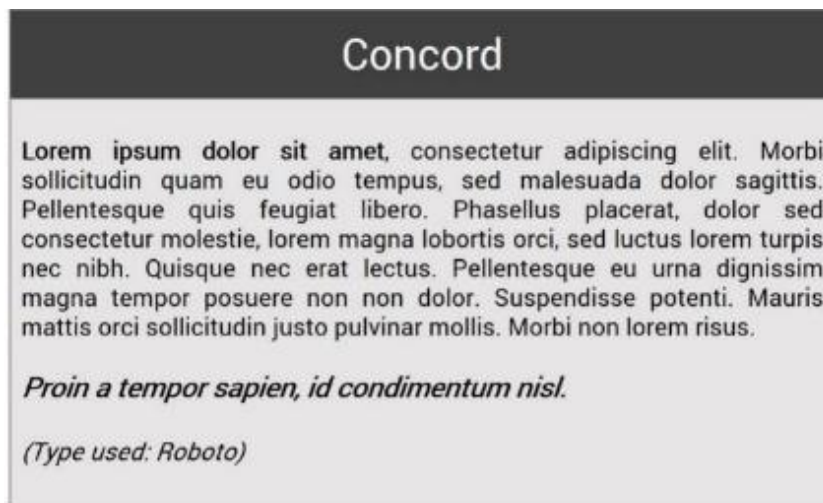 Concord
Lorem ipsum dolor sit amet, consectetur adipiscing elit. Morbi
sollicitudin quam eu odio tempus, sed malesuada dolor sagittis.
Pellentesque quis feugiat libero. Phasellus placerat, dolor sed
consectetur molestie, lorem magna lobortis orci, sed luctus lorem turpis
nec nibh. Quisque nec erat lectus. Pellentesque eu urna dignissim
magna tempor posuere non non dolor. Suspendisse potenti. Mauris
mattis orci sollicitudin justo pulvinar mollis. Morbi non lorem risus.
Proin a tempor sapien, id condimentum nisl.
(Type used: Roboto)